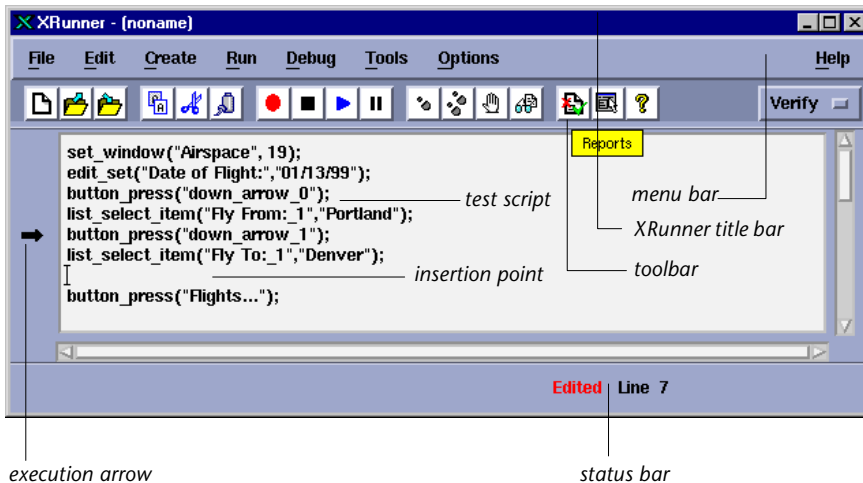 XRunner - (noname)
File Edit Create Run Debug Tools Options Help
Verify
Reports
set_window("Airspace", 19);
edit_set("Date of Flight:","01/13/99");
button_press("down_arrow_0");
test script
menu bar
list_select_item("Fly From:_1","Portland");
button_press("down_arrow_1");
XRunner title bar
list_select_item("Fly To:_1","Denver");
insertion point
toolbar
button_press("Flights...");
Edited Line 7
execution arrow
status bar